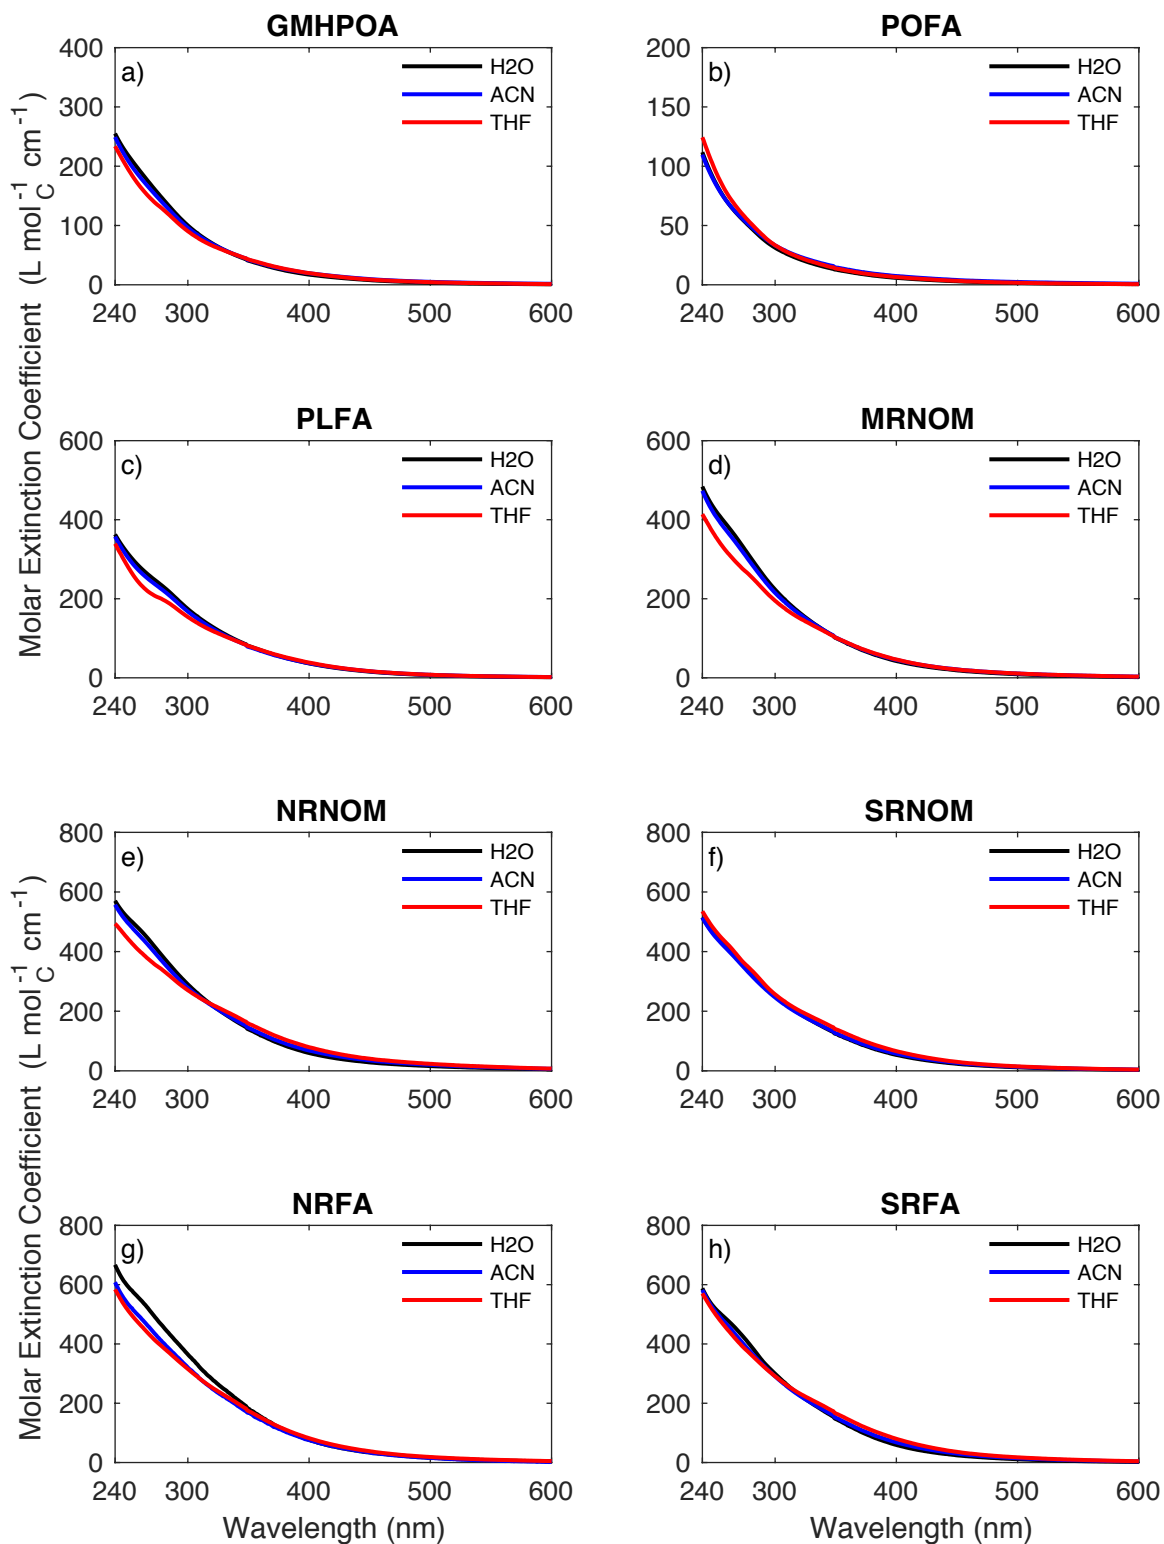 GMHPOA
a)
H2O
ACN
THF
400
300
200
100
0
240
300
400
500
600
POFA
b)
H2O
ACN
THF
200
150
100
50
0
240
300
400
500
600
Molar Extinction Coefficient (L mol_C^-1 cm^-1)
PLFA
c)
H2O
ACN
THF
600
400
200
0
240
300
400
500
600
MRNOM
d)
H2O
ACN
THF
600
400
200
0
240
300
400
500
600
NRNOM
e)
H2O
ACN
THF
800
600
400
200
0
240
300
400
500
600
SRNOM
f)
H2O
ACN
THF
800
600
400
200
0
240
300
400
500
600
Molar Extinction Coefficient (L mol_C^-1 cm^-1)
NRFA
g)
H2O
ACN
THF
800
600
400
200
0
240
300
400
500
600
Wavelength (nm)
SRFA
h)
H2O
ACN
THF
800
600
400
200
0
240
300
400
500
600
Wavelength (nm)